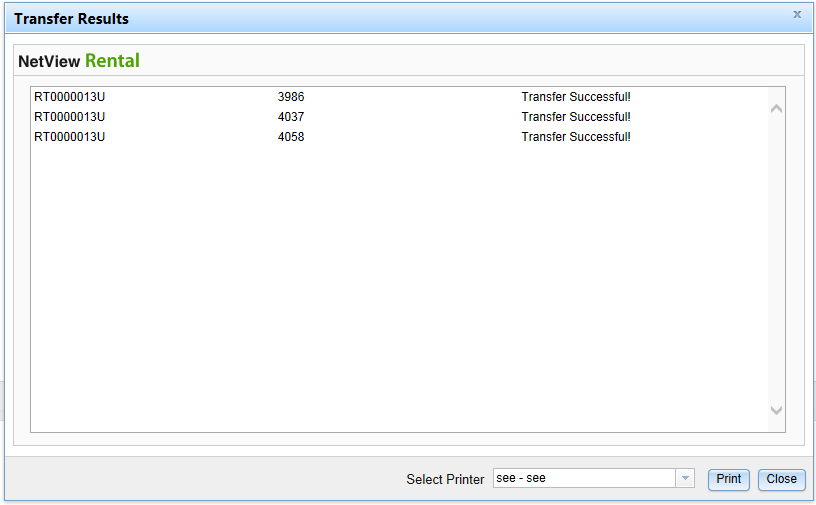 Transfer Results
x
NetView Rental
RT0000013U 3986 Transfer Successful!
RT0000013U 4037 Transfer Successful!
RT0000013U 4058 Transfer Successful!
Select Printer see - see Print Close